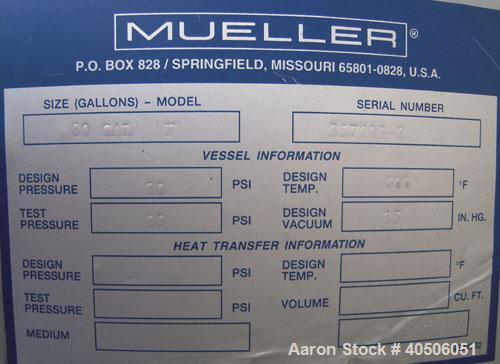 MUELLER®
P.O. BOX 828 / SPRINGFIELD, MISSOURI 65801-0828, U.S.A.
SIZE (GALLONS) - MODEL SERIAL NUMBER
GAL
VESSEL INFORMATION
DESIGN PRESSURE PSI DESIGN TEMP. °F
TEST PRESSURE PSI DESIGN VACUUM 15 IN. HG.
HEAT TRANSFER INFORMATION
DESIGN PRESSURE PSI DESIGN TEMP. °F
TEST PRESSURE PSI VOLUME CU. FT.
MEDIUM
Aaron Stock # 40506051